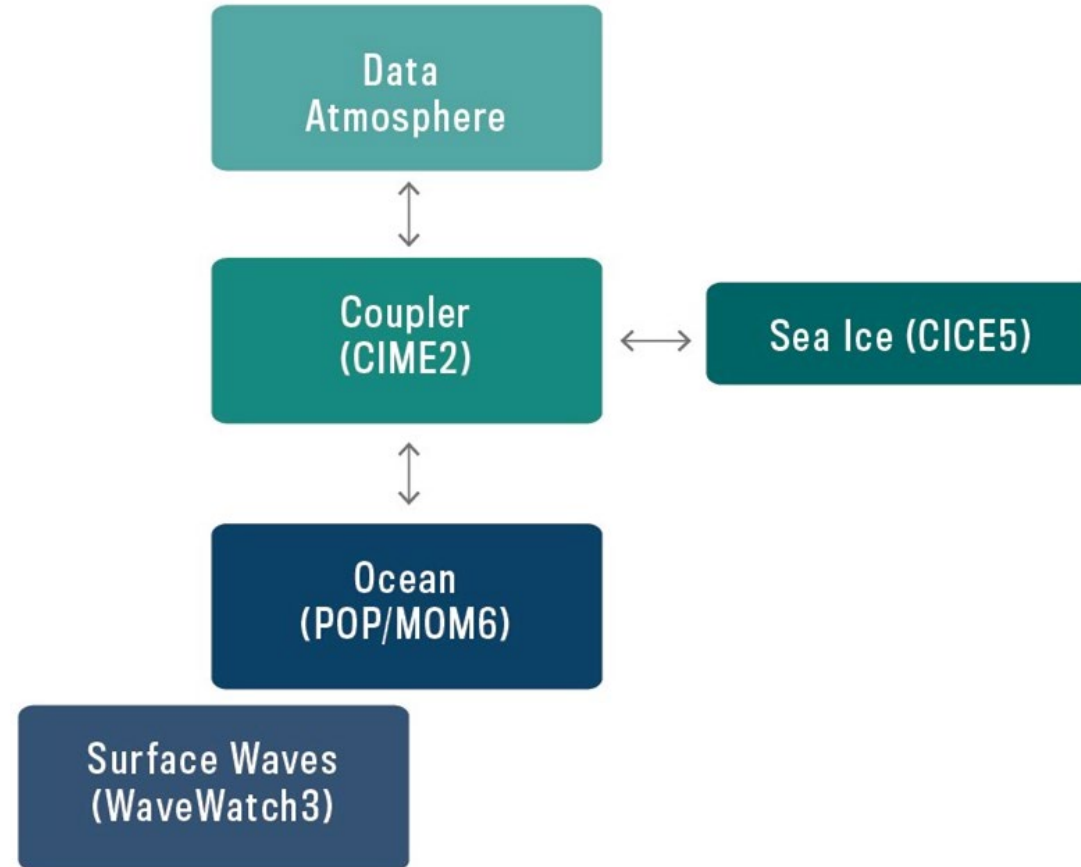 Data
Atmosphere
Coupler
(CIME2)
Sea Ice (CICE5)
Ocean
(POP/MOM6)
Surface Waves
(WaveWatch3)